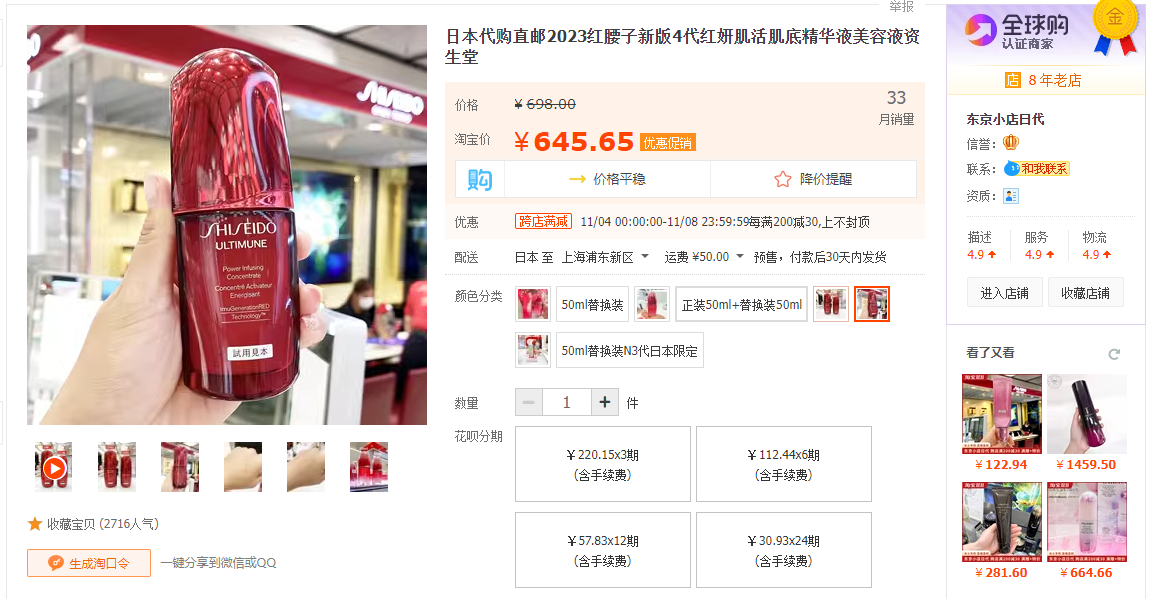 举报
SHISEIDO
SHISEIDO
ULTIMUNE
Power Infusing
Concentrate
Concentré Activateur
Energisant
ImuGenerationRED
Technology™
試用見本
收藏宝贝 (2716人气)
生成淘口令
一键分享到微信或QQ
日本代购直邮2023红腰子新版4代红妍肌活肌底精华液美容液资
生堂
价格 ¥ 698.00
33
月销量
淘宝价 ¥645.65 优惠促销
购 → 价格平稳 降价提醒
优惠 跨店满减 11/04 00:00:00-11/08 23:59:59每满200减30,上不封顶
配送 日本 至 上海浦东新区 运费 ¥50.00 预售，付款后30天内发货
颜色分类 50ml替换装 正装50ml+替换装50ml
50ml替换装N3代日本限定
数量 − 1 + 件
花呗分期
¥220.15x3期
(含手续费)
¥112.44x6期
(含手续费)
¥57.83x12期
(含手续费)
¥30.93x24期
(含手续费)
全球购
认证商家
金
店 8 年老店
东京小店日代
信誉：
联系： 和我联系
资质：
描述 服务 物流
4.9 4.9 4.9
进入店铺 收藏店铺
看了又看
¥122.94 ¥1459.50
¥281.60 ¥664.66